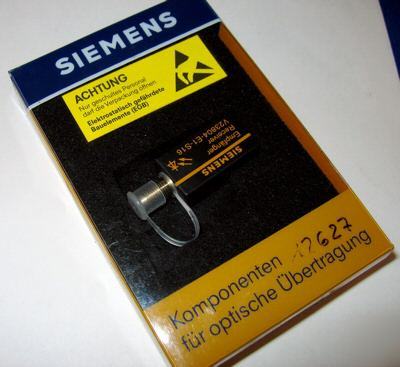 SIEMENS
ACHTUNG
Nur geschultes Personal
darf die Verpackung öffnen
Elektrostatisch gefährdete
Bauelemente (EGB)
SIEMENS
Empfänger
Receiver
V23804-E1-S16
12627
Komponenten
für optische Übertragung